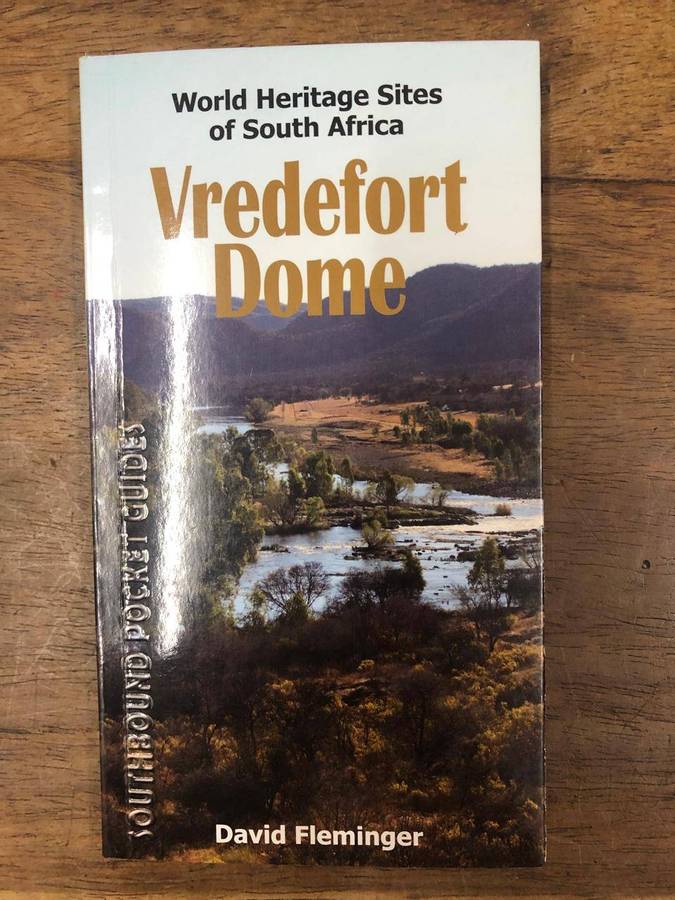 World Heritage Sites
of South Africa
Vredefort
Dome
SOUTHBOUND POCKET GUIDES
David Fleminger